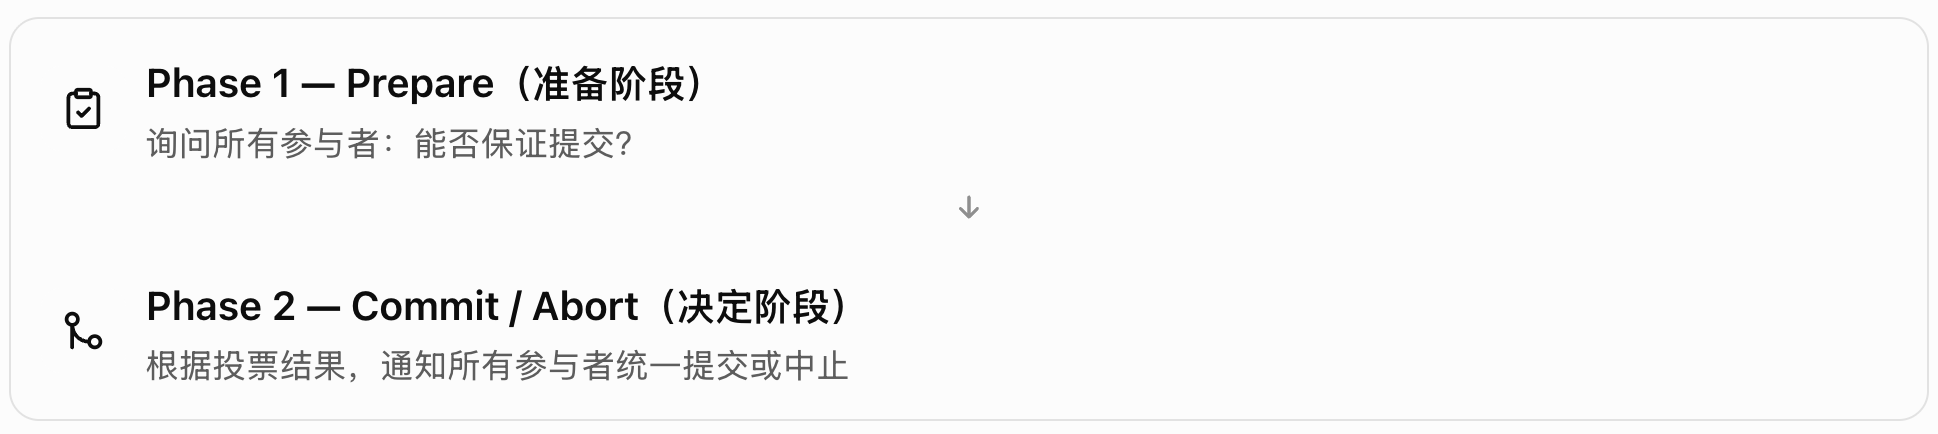 Phase 1 — Prepare（准备阶段）
询问所有参与者：能否保证提交？
Phase 2 — Commit / Abort（决定阶段）
根据投票结果，通知所有参与者统一提交或中止